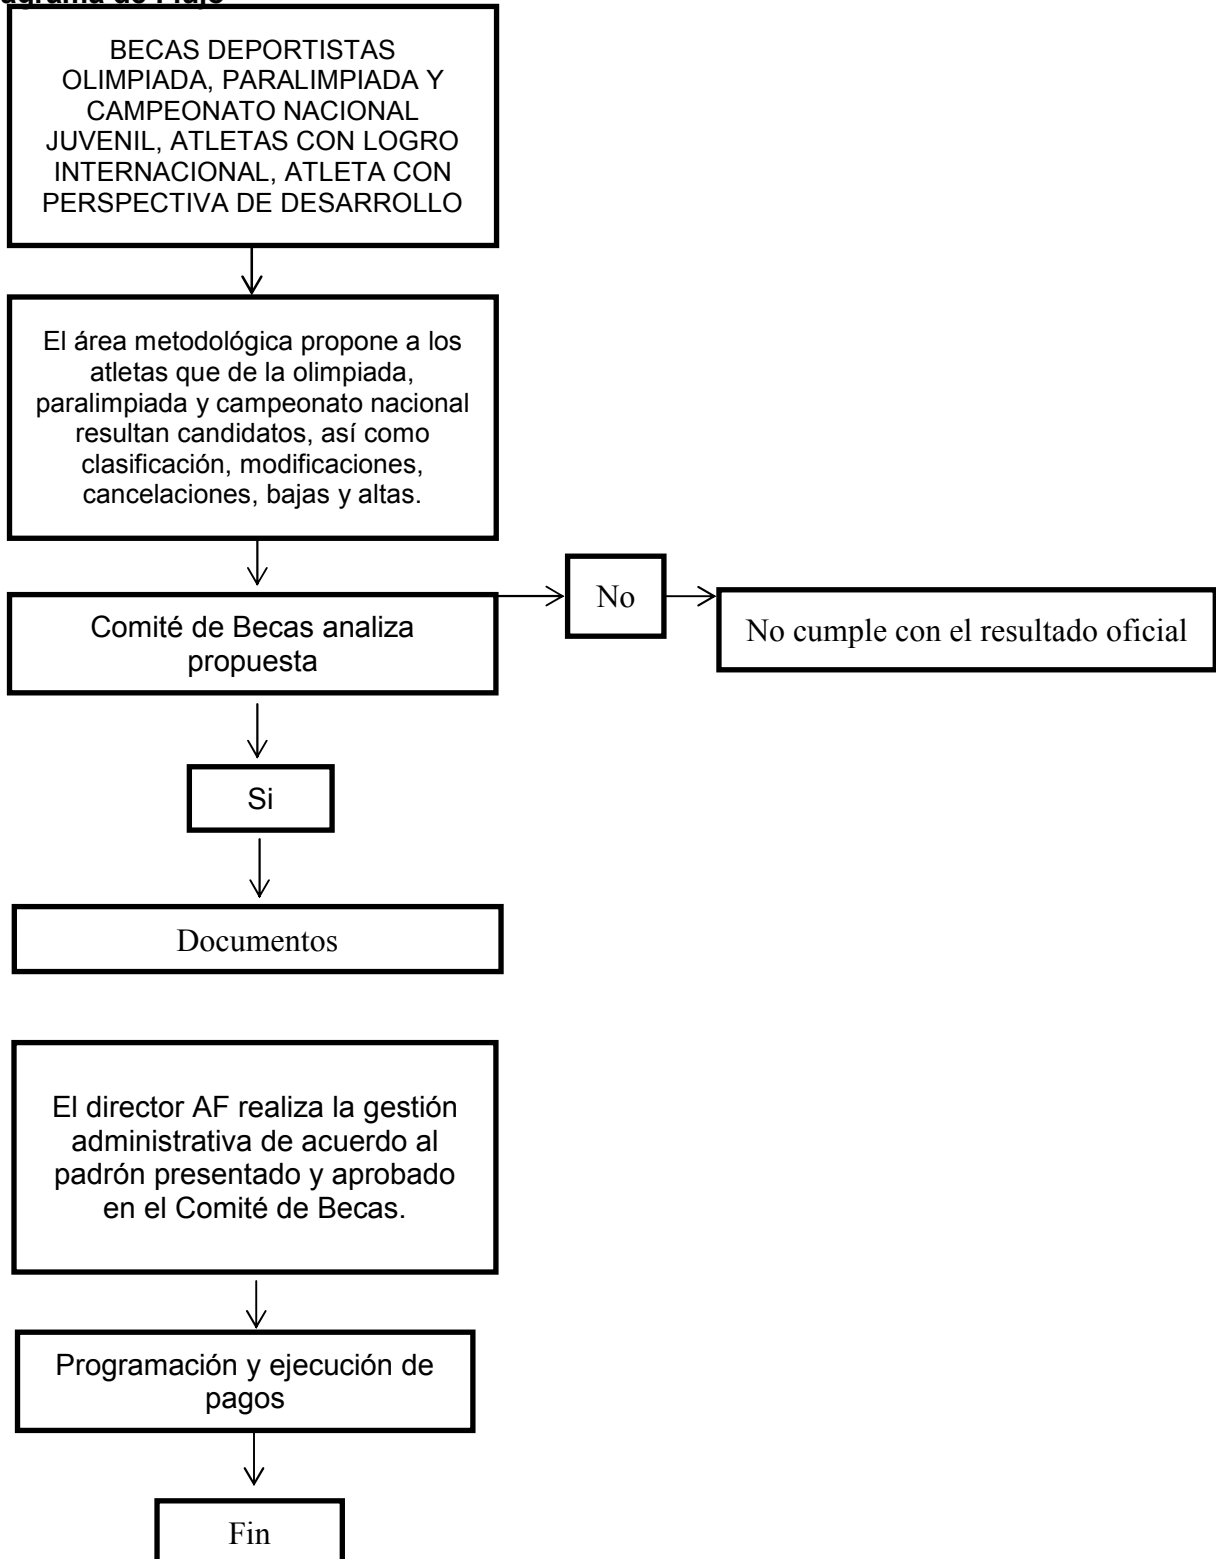 BECAS DEPORTISTAS
OLIMPIADA, PARALIMPIADA Y
CAMPEONATO NACIONAL
JUVENIL, ATLETAS CON LOGRO
INTERNACIONAL, ATLETA CON
PERSPECTIVA DE DESARROLLO
El área metodológica propone a los
atletas que de la olimpiada,
paralimpiada y campeonato nacional
resultan candidatos, así como
clasificación, modificaciones,
cancelaciones, bajas y altas.
Comité de Becas analiza
propuesta
No
No cumple con el resultado oficial
Si
Documentos
El director AF realiza la gestión
administrativa de acuerdo al
padrón presentado y aprobado
en el Comité de Becas.
Programación y ejecución de
pagos
Fin